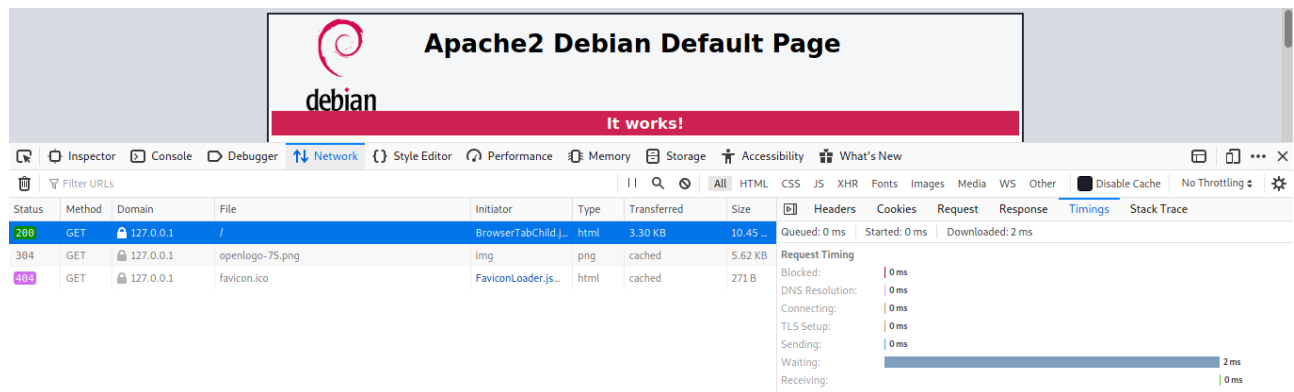 Apache2 Debian Default Page
debian
It works!
Inspector Console Debugger Network Style Editor Performance Memory Storage Accessibility What's New
Filter URLs All HTML CSS JS XHR Fonts Images Media WS Other Disable Cache No Throttling
Status Method Domain File Initiator Type Transferred Size Headers Cookies Request Response Timings Stack Trace
200 GET 127.0.0.1 / BrowserTabChild.j... html 3.30 KB 10.45 ... Queued: 0 ms Started: 0 ms Downloaded: 2 ms
304 GET 127.0.0.1 openlogo-75.png img png cached 5.62 KB Request Timing
Blocked: 0 ms
404 GET 127.0.0.1 favicon.ico FaviconLoader.js... html cached 271 B
DNS Resolution: 0 ms
Connecting: 0 ms
TLS Setup: 0 ms
Sending: 0 ms
Waiting: 2 ms
Receiving: 0 ms